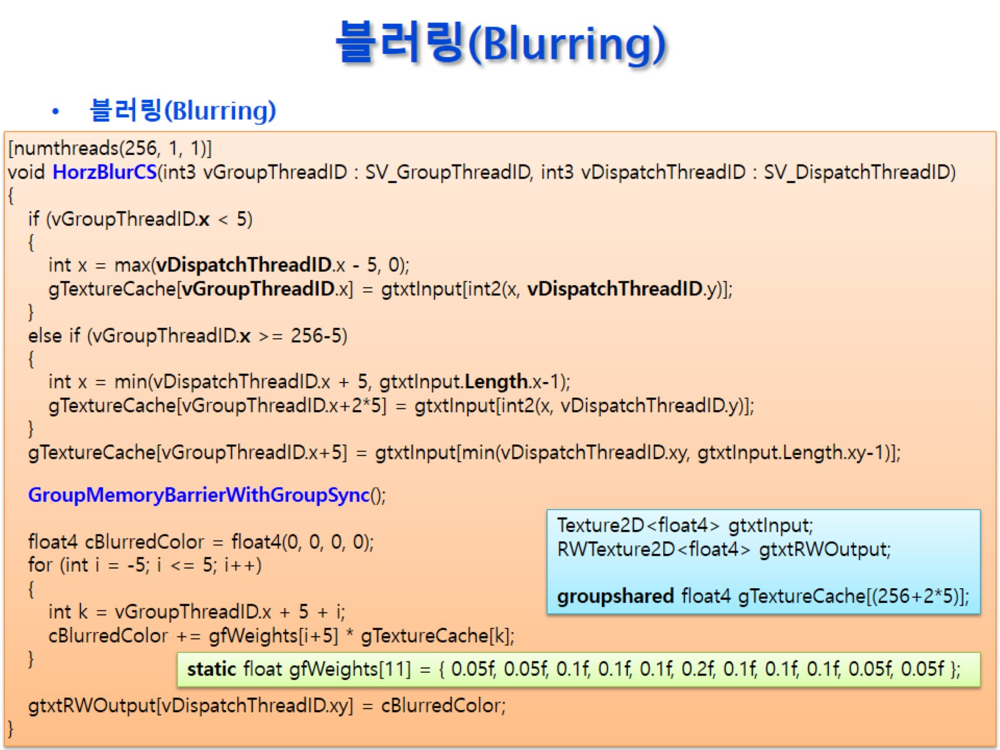 블러링(Blurring)
• 블러링(Blurring)
[numthreads(256, 1, 1)]
void HorzBlurCS(int3 vGroupThreadID : SV_GroupThreadID, int3 vDispatchThreadID : SV_DispatchThreadID)
{
if (vGroupThreadID.x < 5)
{
int x = max(vDispatchThreadID.x - 5, 0);
gTextureCache[vGroupThreadID.x] = gtxtInput[int2(x, vDispatchThreadID.y)];
}
else if (vGroupThreadID.x >= 256-5)
{
int x = min(vDispatchThreadID.x + 5, gtxtInput.Length.x-1);
gTextureCache[vGroupThreadID.x+2*5] = gtxtInput[int2(x, vDispatchThreadID.y)];
}
gTextureCache[vGroupThreadID.x+5] = gtxtInput[min(vDispatchThreadID.xy, gtxtInput.Length.xy-1)];
GroupMemoryBarrierWithGroupSync();
float4 cBlurredColor = float4(0, 0, 0, 0);
for (int i = -5; i <= 5; i++)
{
int k = vGroupThreadID.x + 5 + i;
cBlurredColor += gfWeights[i+5] * gTextureCache[k];
}
gtxtRWOutput[vDispatchThreadID.xy] = cBlurredColor;
}
Texture2D<float4> gtxtInput;
RWTexture2D<float4> gtxtRWOutput;
groupshared float4 gTextureCache[(256+2*5)];
static float gfWeights[11] = { 0.05f, 0.05f, 0.1f, 0.1f, 0.1f, 0.2f, 0.1f, 0.1f, 0.1f, 0.05f, 0.05f };